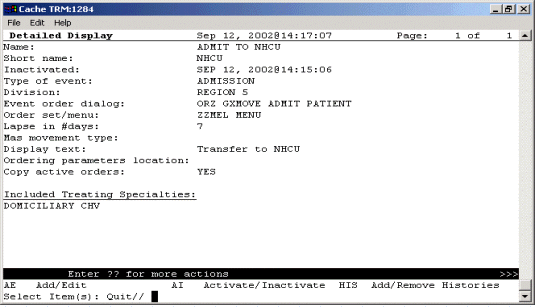 Cache TRM:1284
File Edit Help
Detailed Display Sep 12, 2002@14:17:07 Page: 1 of 1
Name: ADMIT TO NHCU
Short name: NHCU
Inactivated: SEP 12, 2002@14:15:06
Type of event: ADMISSION
Division: REGION 5
Event order dialog: ORZ GXMOVE ADMIT PATIENT
Order set/menu: ZZMEL MENU
Lapse in #days: 7
Mas movement type:
Display text: Transfer to NHCU
Ordering parameters location:
Copy active orders: YES
Included Treating Specialties:
DOMICILIARY CHV
Enter ?? for more actions >>>
AE Add/Edit AI Activate/Inactivate HIS Add/Remove Histories
Select Item(s): Quit//